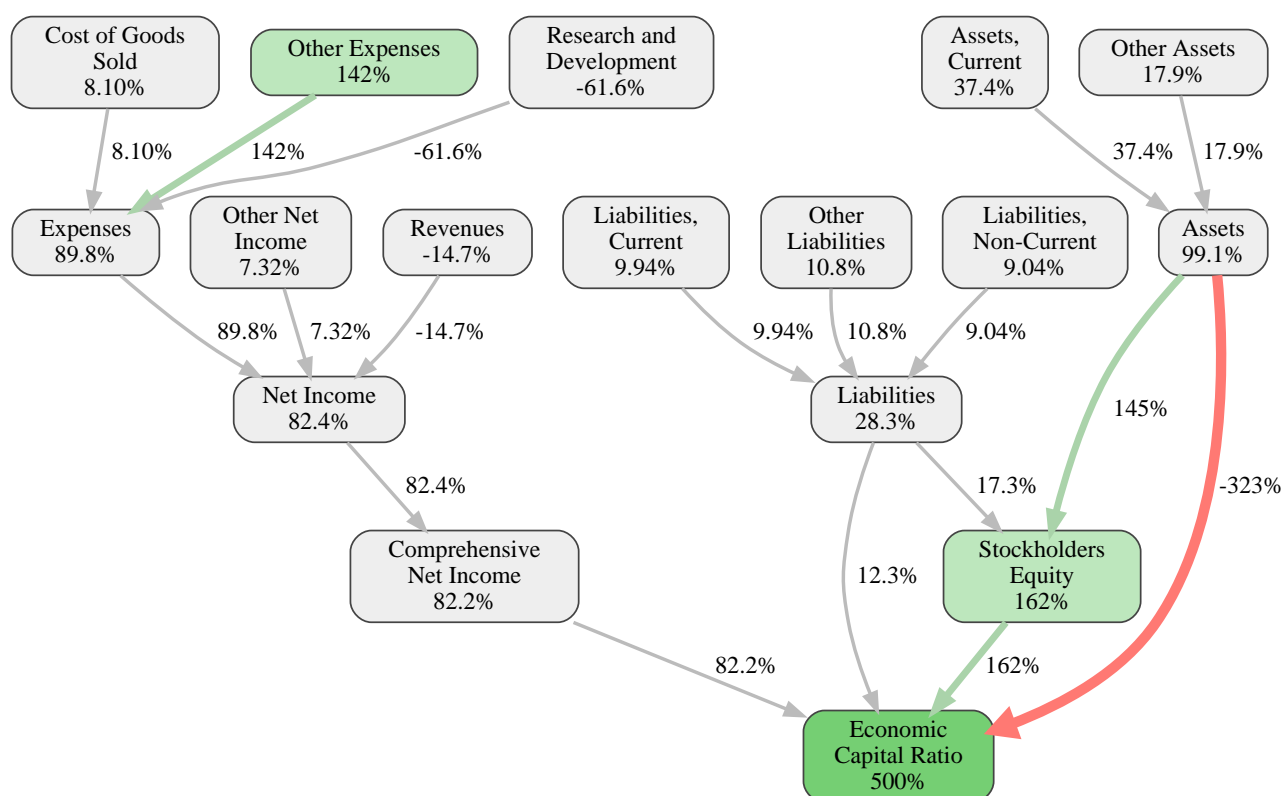 Cost of Goods
Sold
8.10%
Other Expenses
142%
Research and
Development
-61.6%
Assets,
Current
37.4%
Other Assets
17.9%
8.10%
142%
-61.6%
37.4%
17.9%
Expenses
89.8%
Other Net
Income
7.32%
Revenues
-14.7%
Liabilities,
Current
9.94%
Other
Liabilities
10.8%
Liabilities,
Non-Current
9.04%
Assets
99.1%
89.8%
7.32%
-14.7%
9.94%
10.8%
9.04%
Net Income
82.4%
Liabilities
28.3%
145%
82.4%
17.3%
-323%
Comprehensive
Net Income
82.2%
12.3%
Stockholders
Equity
162%
82.2%
162%
Economic
Capital Ratio
500%